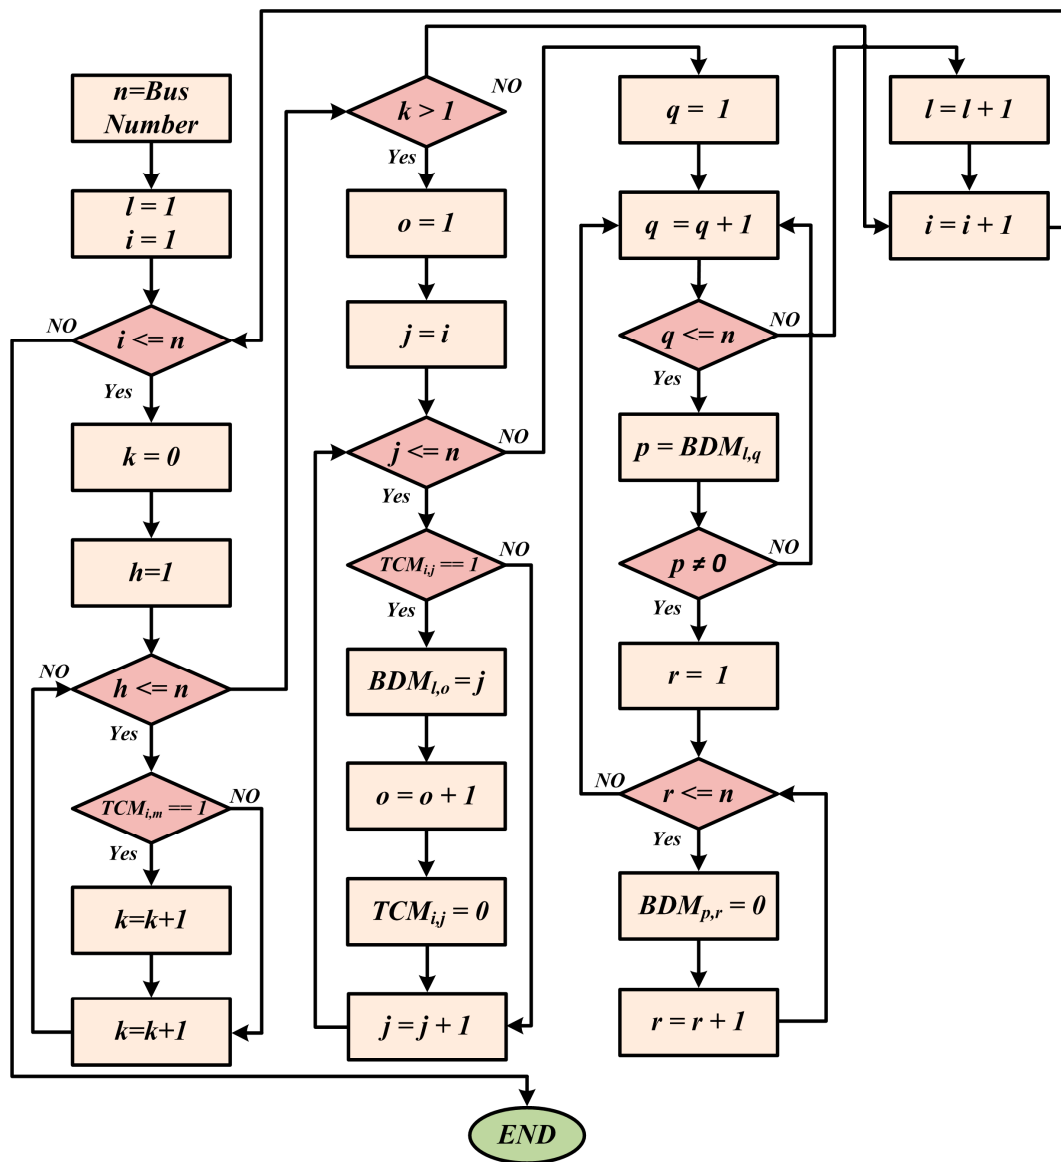 n=Bus
Number
l = 1
i = 1
NO
i <= n
Yes
k = 0
h=1
NO
h <= n
Yes
TCMi,m == 1
NO
Yes
k=k+1
k=k+1
NO
k > 1
Yes
o = 1
j = i
j <= n
NO
Yes
TCMi,j == 1
NO
Yes
BDMl,o = j
o = o + 1
TCMi,j = 0
j = j + 1
q = 1
q = q + 1
q <= n
NO
Yes
p = BDMl,q
p ≠ 0
NO
Yes
r = 1
NO
r <= n
Yes
BDMp,r = 0
r = r + 1
l = l + 1
i = i + 1
END